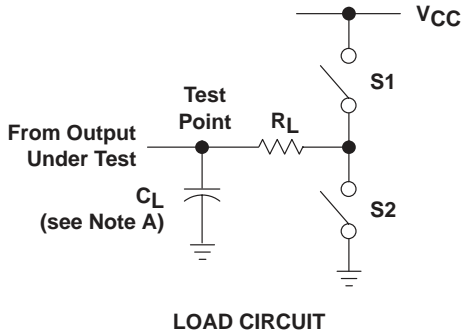 VCC
S1
Test
Point
RL
From Output
Under Test
CL
(see Note A)
S2
LOAD CIRCUIT